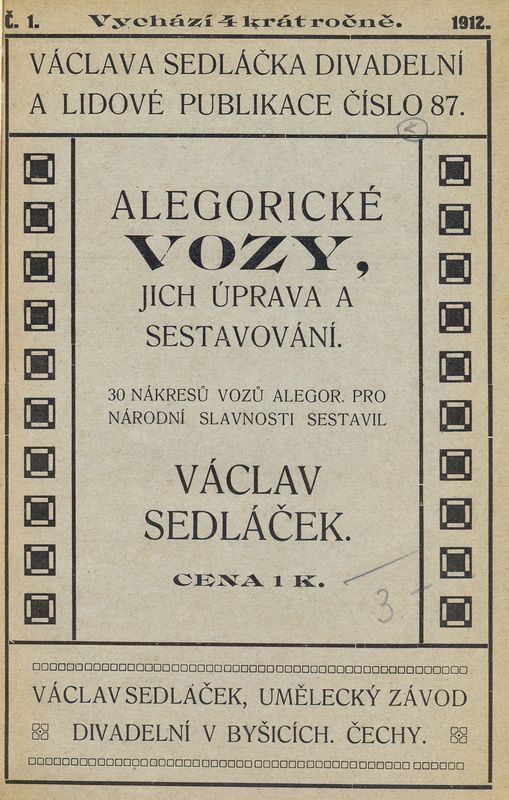 Č. 1. Vychází 4 krát ročně. 1912.
VÁCLAVA SEDLÁČKA DIVADELNÍ
A LIDOVÉ PUBLIKACE ČÍSLO 87.
ALEGORICKÉ
VOZY,
JICH ÚPRAVA A
SESTAVOVÁNÍ.
30 NÁKRESŮ VOZŮ ALEGOR. PRO
NÁRODNÍ SLAVNOSTI SESTAVIL
VÁCLAV
SEDLÁČEK.
CENA 1 K.
3 –
VÁCLAV SEDLÁČEK, UMĚLECKÝ ZÁVOD
DIVADELNÍ V BYŠICÍCH. ČECHY.